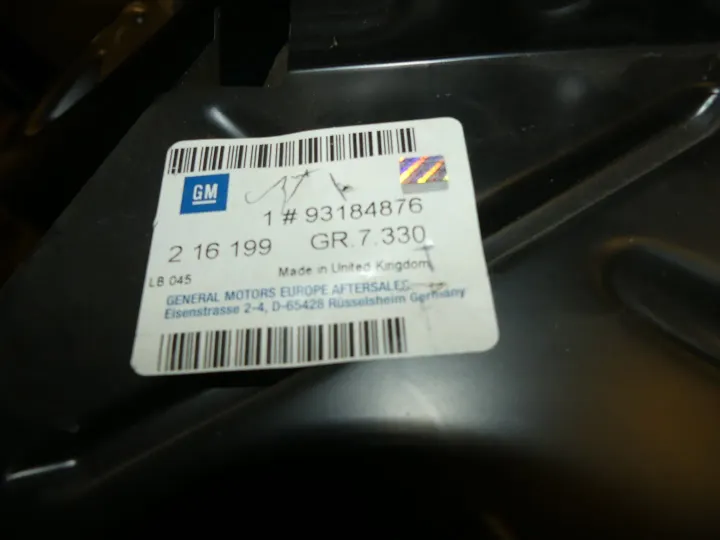 GM
1 # 93184876
2 16 199 GR.7.330
LB 045 Made in United Kingdom
GENERAL MOTORS EUROPE AFTERSALES
Eisenstrasse 2-4, D-65428 Rüsselsheim Germany